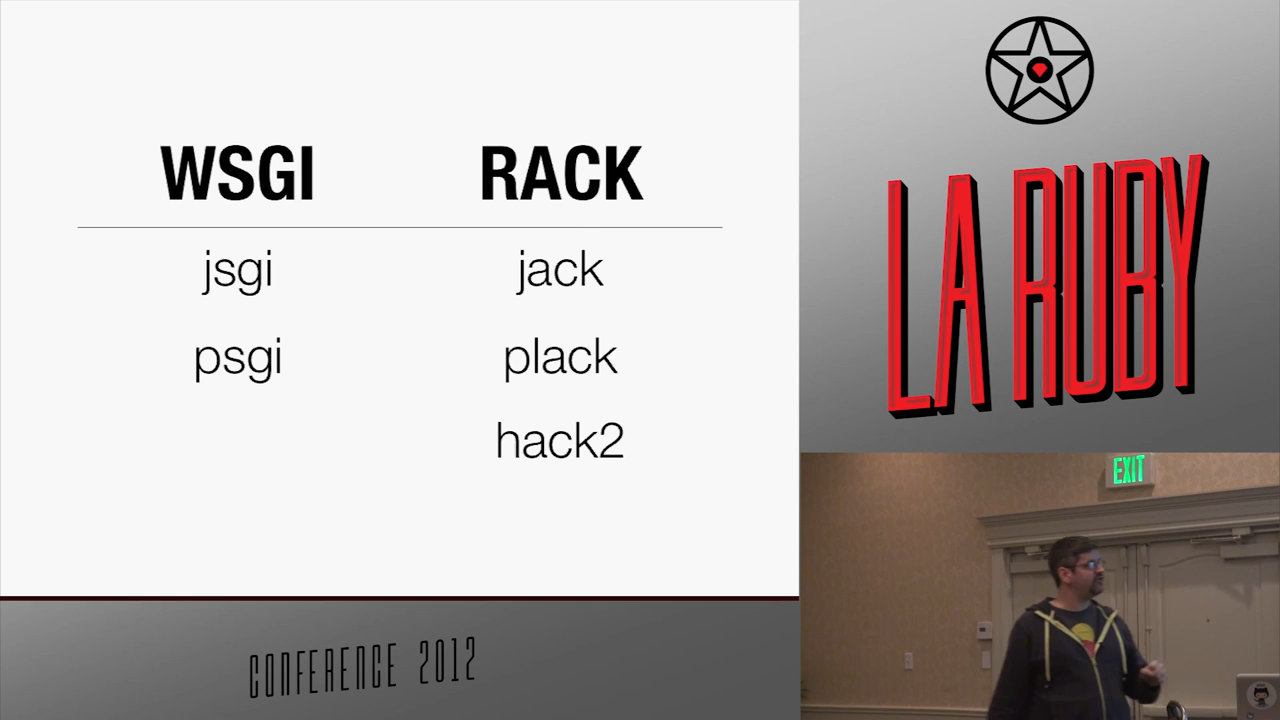 WSGI RACK
jsgi jack
psgi plack
hack2
CONFERENCE 2012
LA RUBY
EXIT